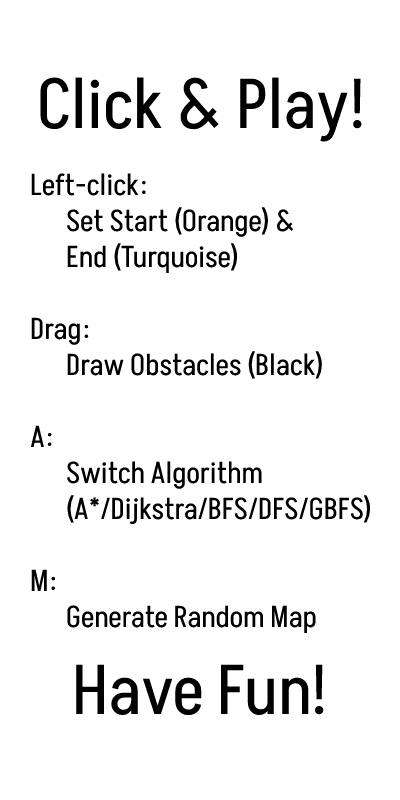 Click & Play!
Left-click:
Set Start (Orange) &
End (Turquoise)
Drag:
Draw Obstacles (Black)
A:
Switch Algorithm
(A*/Dijkstra/BFS/DFS/GBFS)
M:
Generate Random Map
Have Fun!